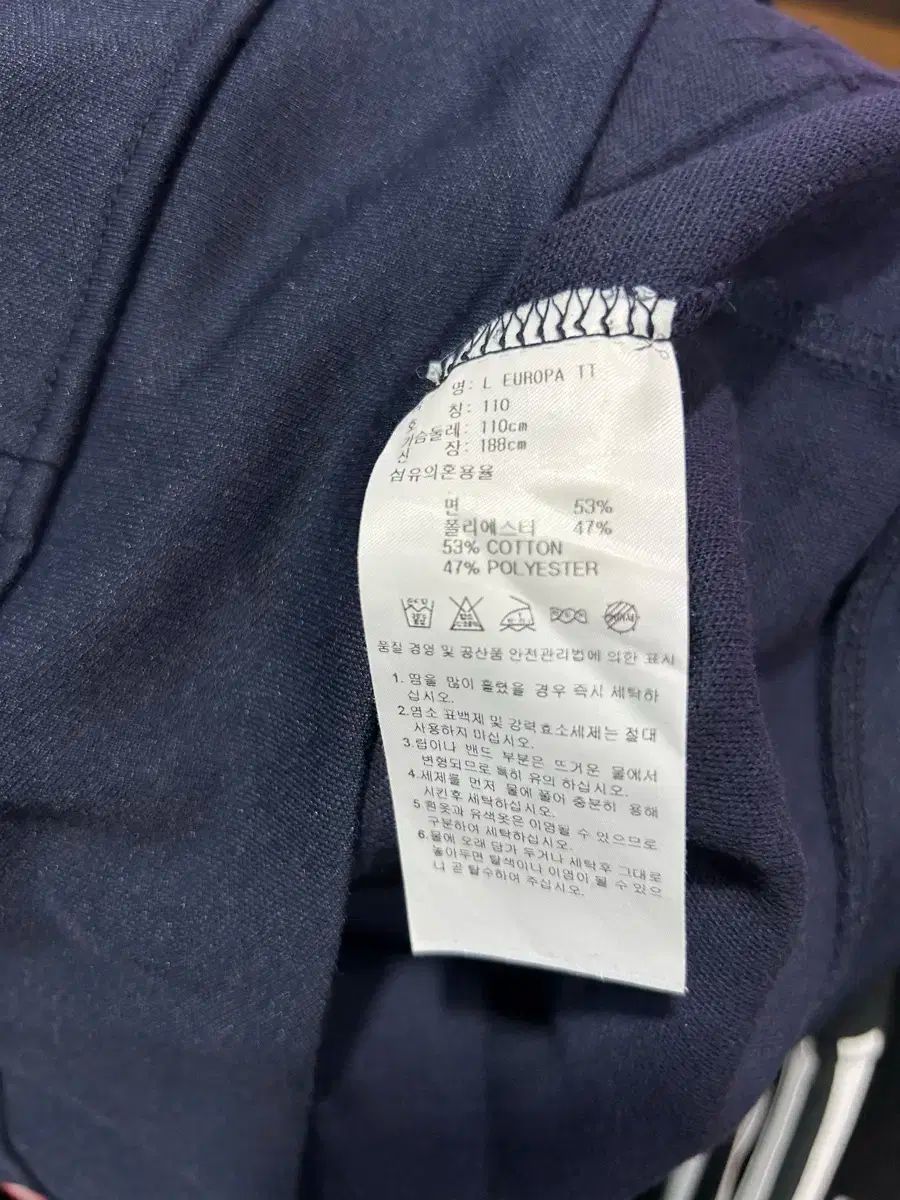 명: L EUROPA TT
칭: 110
가슴둘레: 110cm
신 장: 188cm
섬유의혼용율
면 53%
폴리에스터 47%
53% COTTON
47% POLYESTER
품질 경영 및 공산품 안전관리법에 의한 표시
1. 땀을 많이 흘렸을 경우 즉시 세탁하
십시오.
2.염소 표백제 및 강력효소세제는 절대
사용하지 마십시오.
3.럽이나 밴드 부분은 뜨거운 물에서
변형되므로 특히 유의 하십시오.
4.세제를 먼저 물에 풀어 충분히 용해
시킨후 세탁하십시오.
5.흰옷과 유색옷은 이염될 수 있으므로
구분하여 세탁하십시오.
6.물에 오래 담가 두거나 세탁후 그대로
놓아두면 탈색이나 이염이 될 수 있으
니 곧 탈수하여 주십시오.